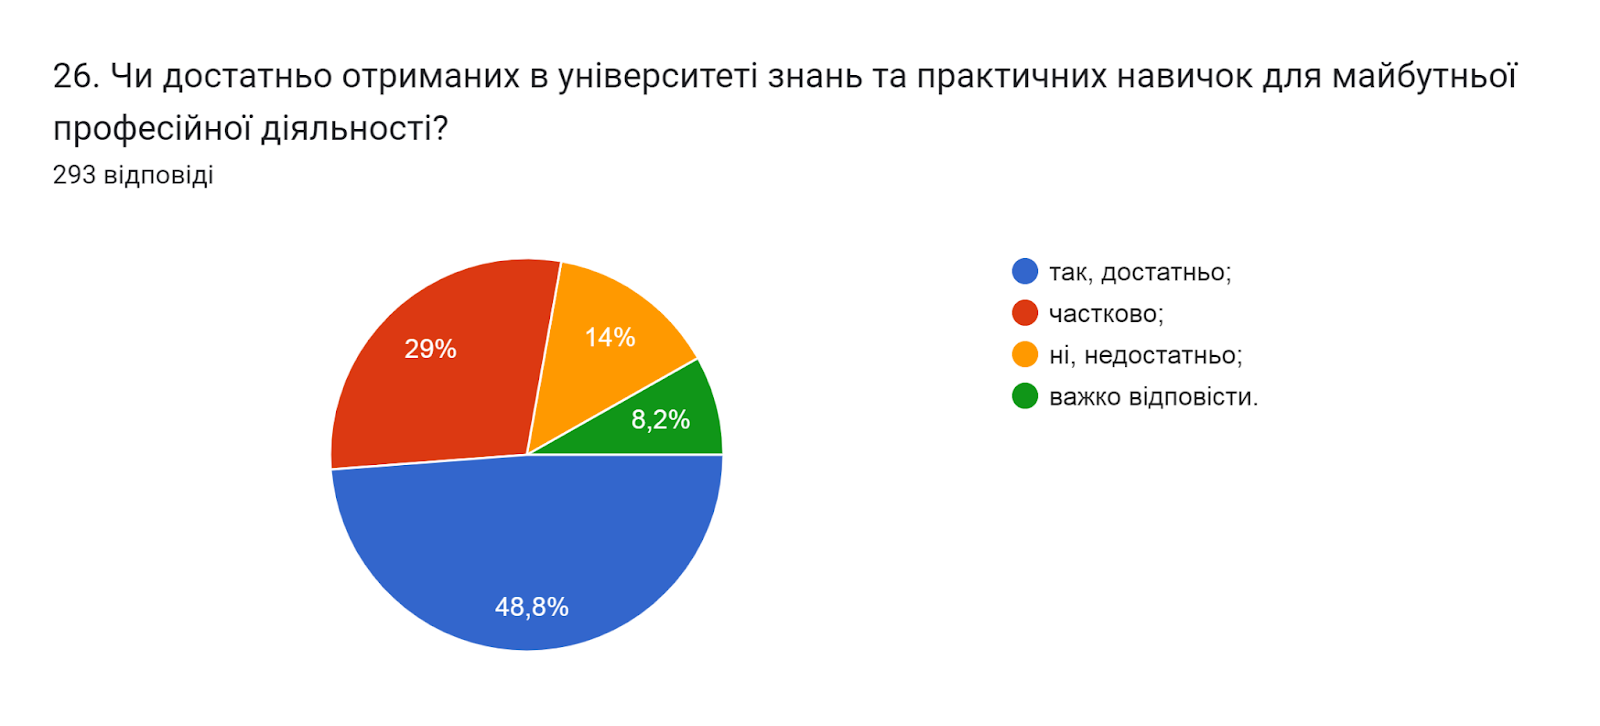 26. Чи достатньо отриманих в університеті знань та практичних навичок для майбутньої
професійної діяльності?
293 відповіді
так, достатньо;
частково;
ні, недостатньо;
важко відповісти.
29%
14%
8,2%
48,8%